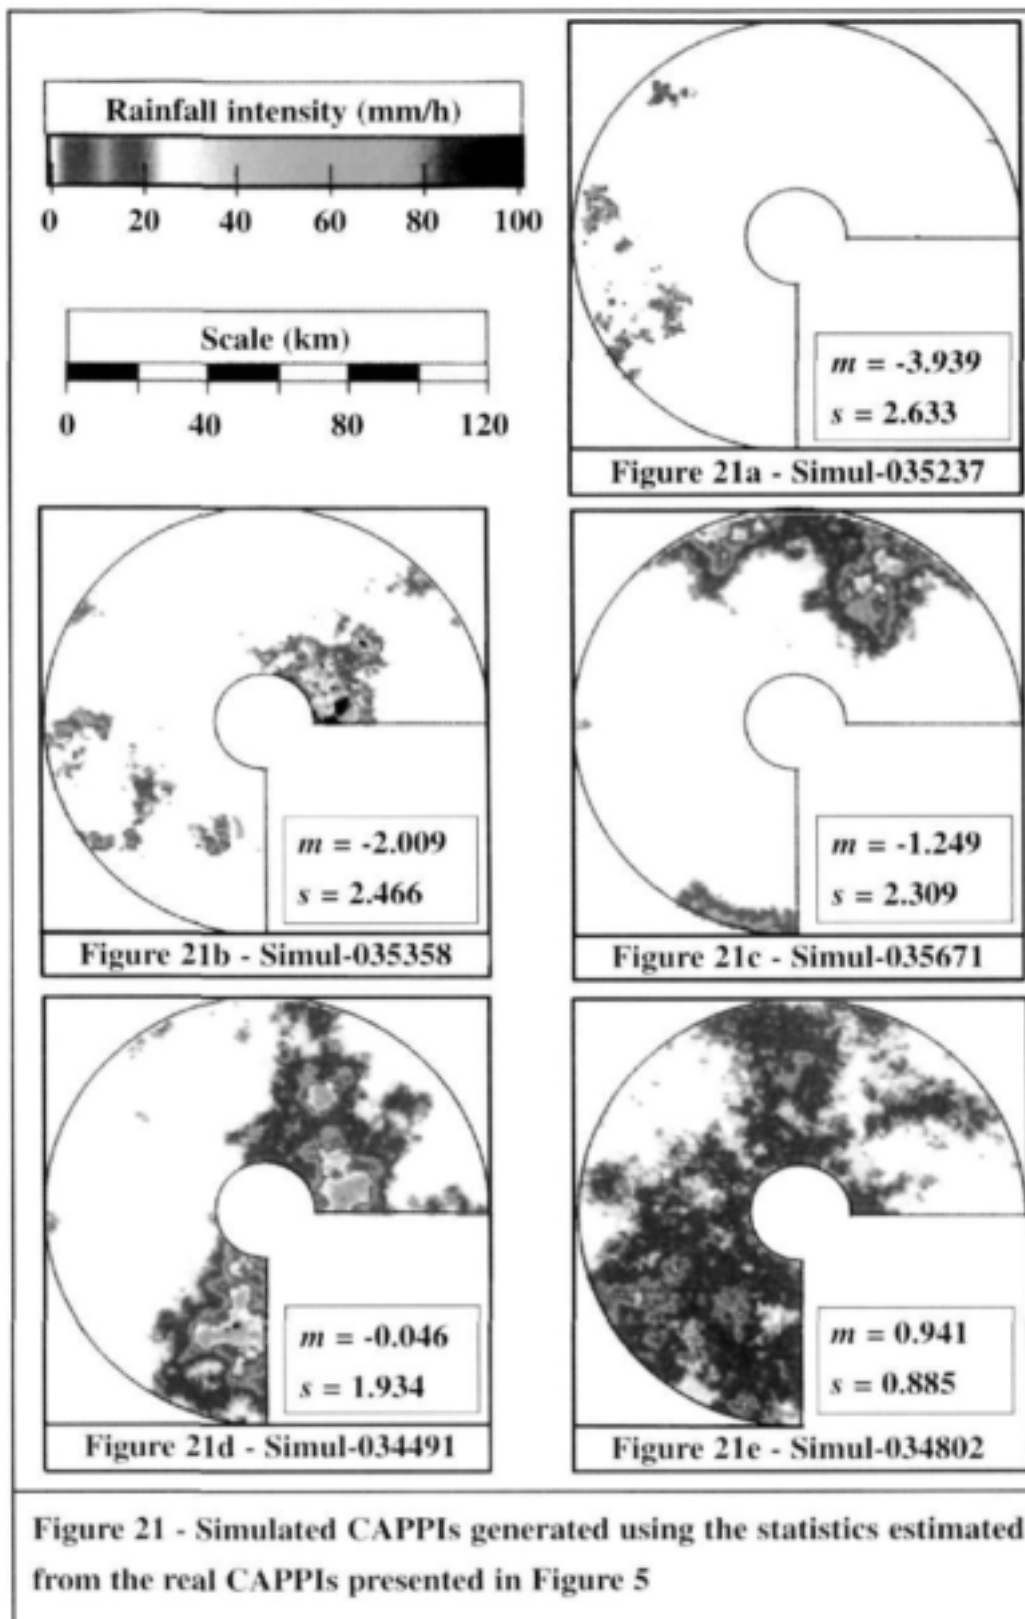 Rainfall intensity (mm/h)
0 20 40 60 80 100
Scale (km)
0 40 80 120
m = -3.939
s = 2.633
Figure 21a - Simul-035237
m = -2.009
s = 2.466
Figure 21b - Simul-035358
m = -1.249
s = 2.309
Figure 21c - Simul-035671
m = -0.046
s = 1.934
Figure 21d - Simul-034491
m = 0.941
s = 0.885
Figure 21e - Simul-034802
Figure 21 - Simulated CAPPIs generated using the statistics estimated
from the real CAPPIs presented in Figure 5